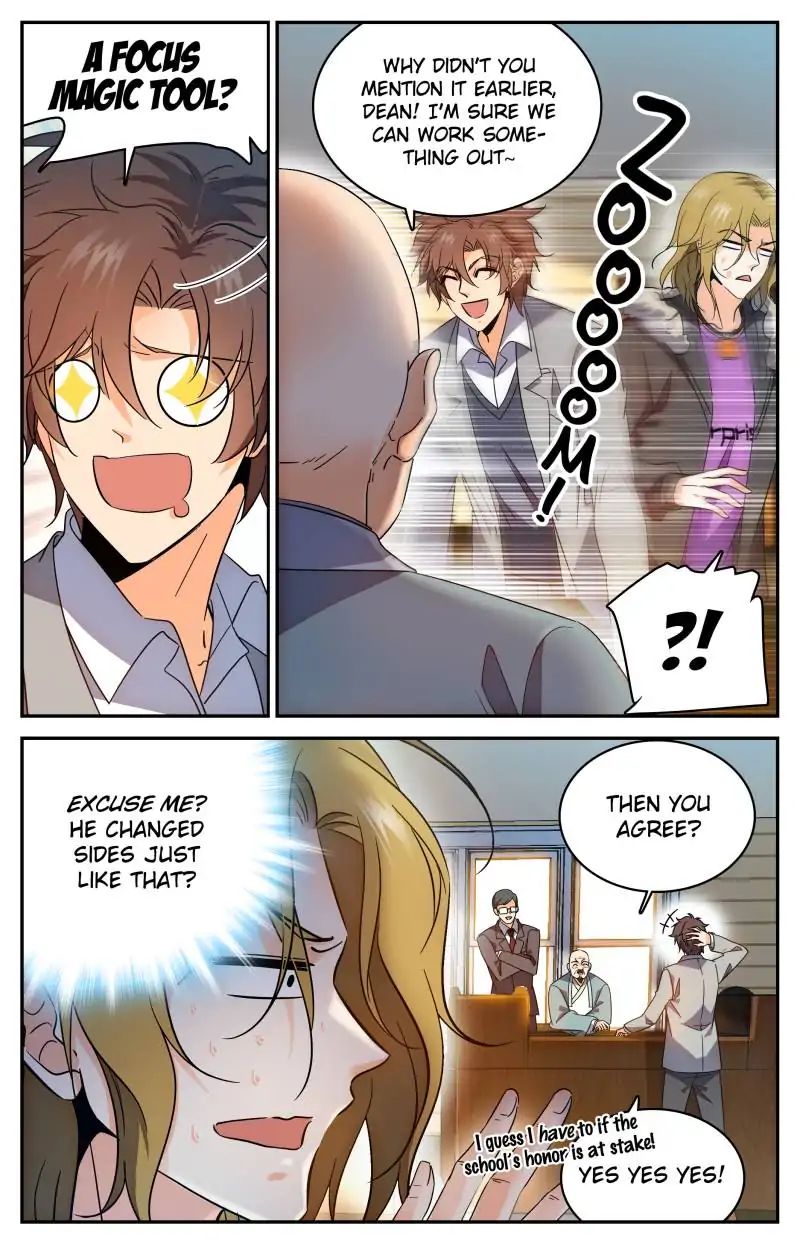 A FOCUS
MAGIC TOOL?
WHY DIDN'T YOU
MENTION IT EARLIER,
DEAN! I'M SURE WE
CAN WORK SOME-
THING OUT~
ZOOOOOM!
rpris
?!
EXCUSE ME?
HE CHANGED
SIDES JUST
LIKE THAT?
THEN YOU
AGREE?
I guess I have to if the
school's honor is at stake!
YES YES YES!